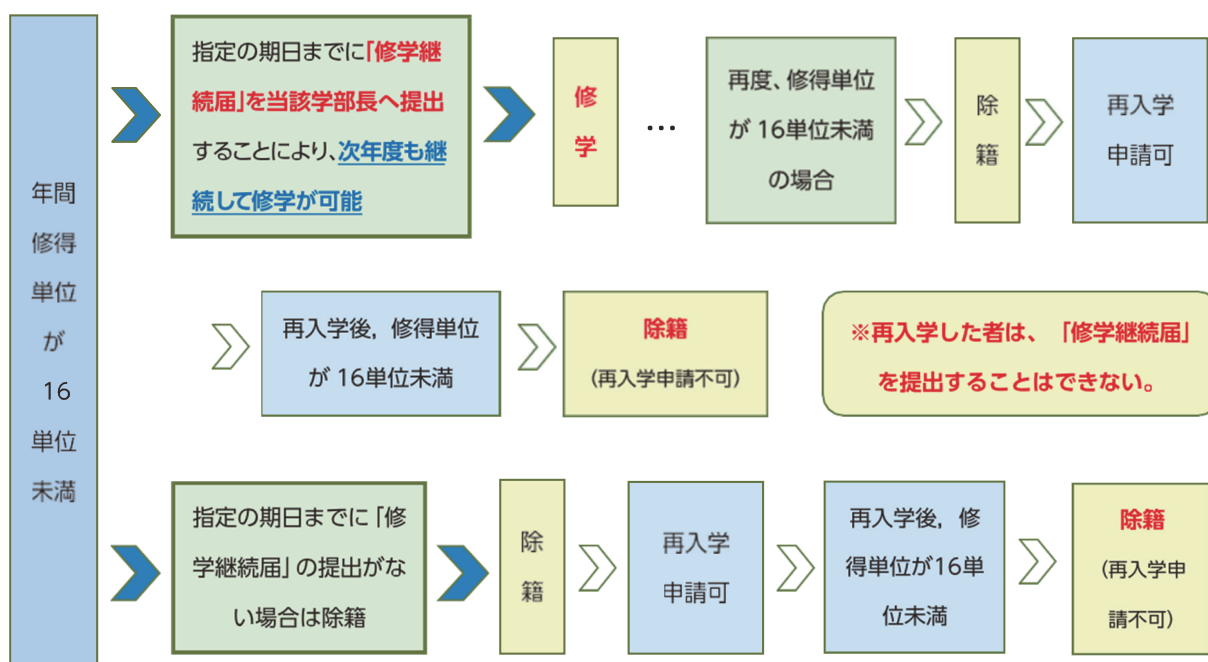 年間
修得
単位
が
16
単位
未満
指定の期日までに「修学継
続届」を当該学部長へ提出
することにより、次年度も継
続して修学が可能
修
学
…
再度、修得単位
が 16単位未満
の場合
除
籍
再入学
申請可
再入学後，修得単位
が 16単位未満
除籍
(再入学申請不可)
※再入学した者は、「修学継続届」
を提出することはできない。
指定の期日までに「修
学継続届」の提出がな
い場合は除籍
除
籍
再入学
申請可
再入学後，修
得単位が16単
位未満
除籍
(再入学申
請不可)